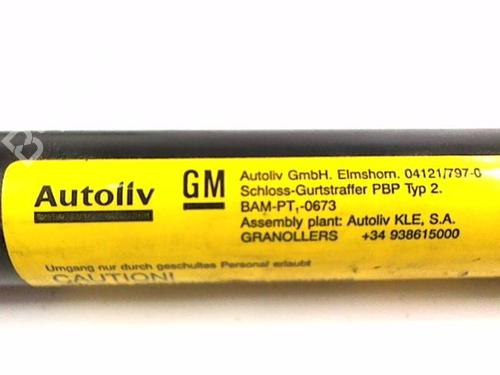 Autoliv
GM
Autoliv GmbH. Elmshorn. 04121/797-0
Schloss-Gurtstraffer PBP Typ 2.
BAM-PT,-0673
Assembly plant: Autoliv KLE, S.A.
GRANOLLERS +34 938615000
Umgang nur durch geschultes Personal erlaubt
CAUTION!